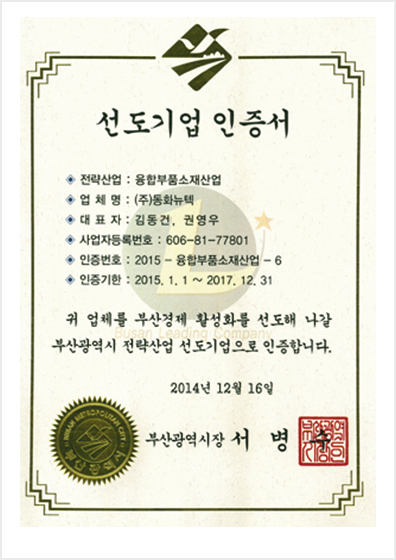 선도기업 인증서
◈ 전략산업 : 융합부품소재산업
◈ 업 체 명 : (주)동화뉴텍
◈ 대 표 자 : 김동건, 권영우
◈ 사업자등록번호 : 606-81-77801
◈ 인증번호 : 2015 - 융합부품소재산업 - 6
◈ 인증기한 : 2015. 1. 1 ~ 2017. 12. 31
귀 업체를 부산경제 활성화를 선도해 나갈
Busan Leading Company
부산광역시 전략산업 선도기업으로 인증합니다.
2014년 12월 16일
BUSAN METROPOLITAN CITY
부산광역시
부산광역시장 서 병 수